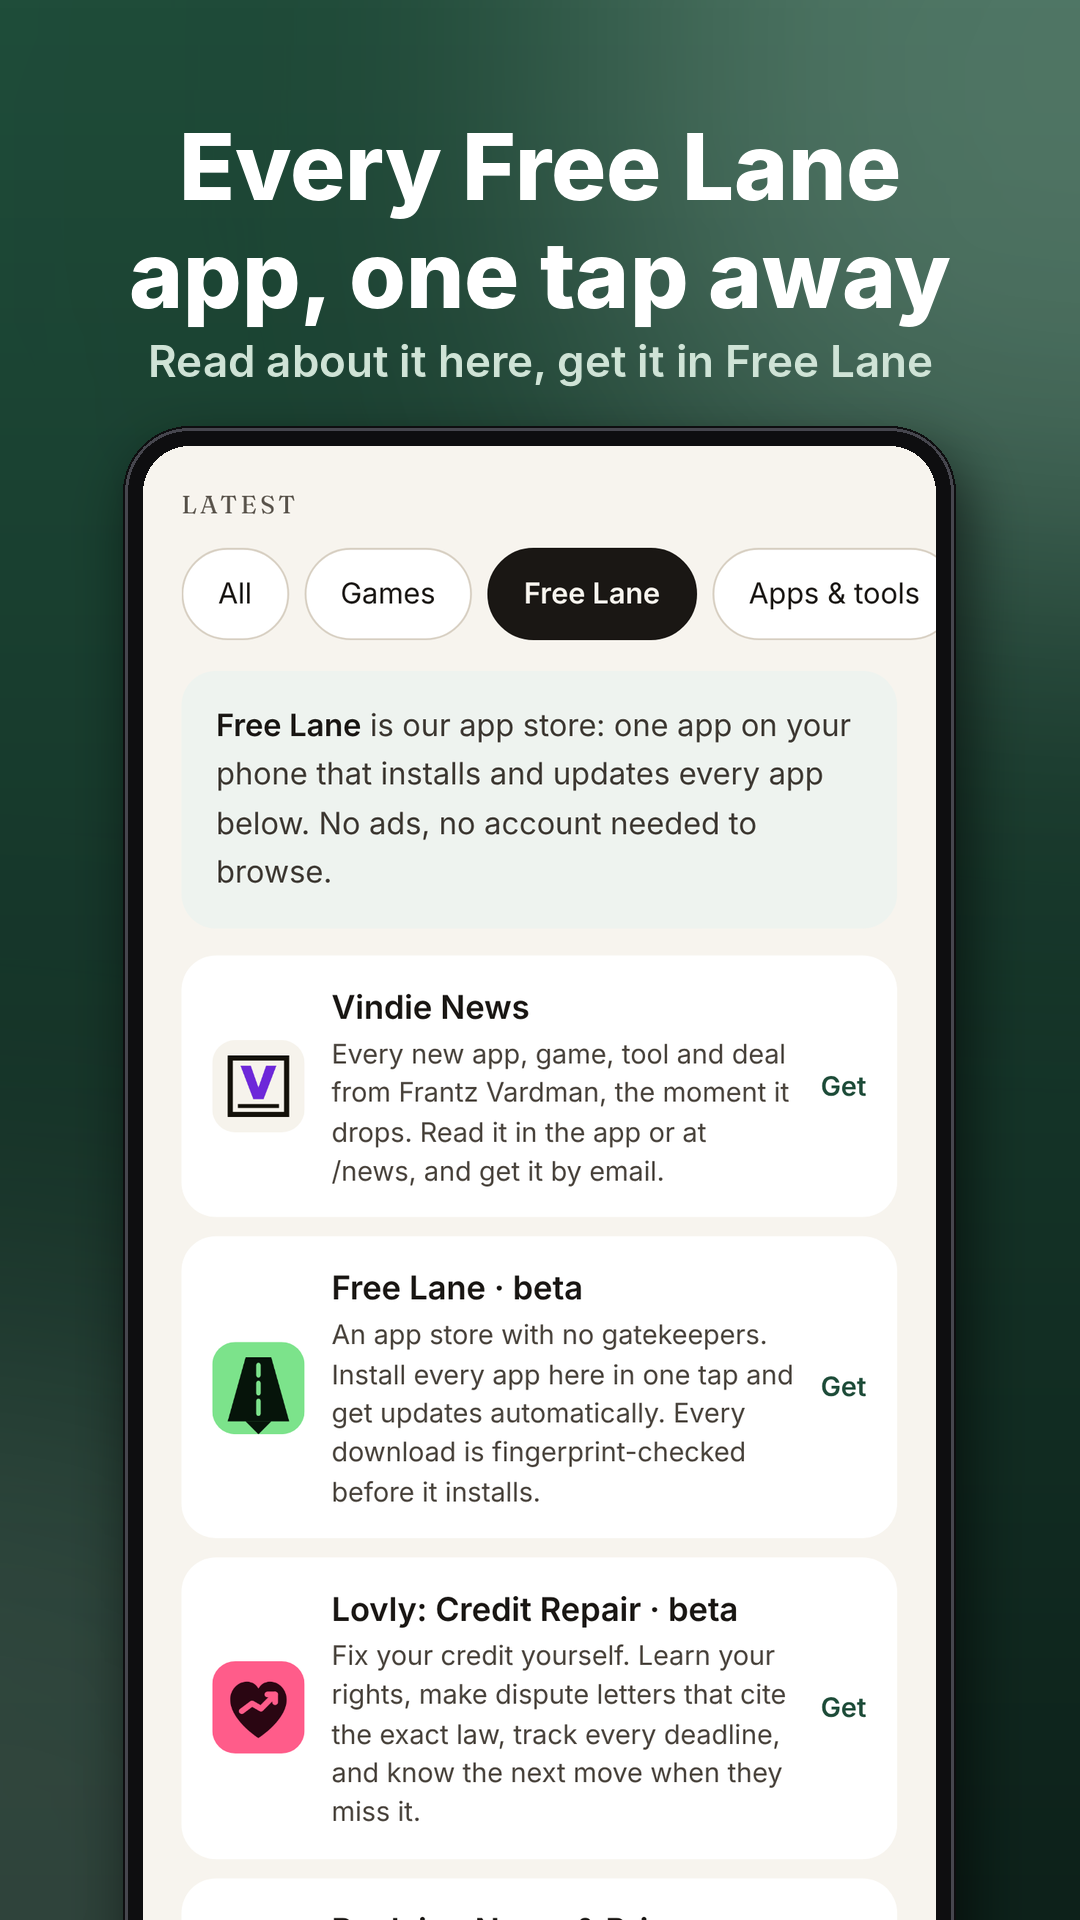 Every Free Lane
app, one tap away
Read about it here, get it in Free Lane
LATEST
All
Games
Free Lane
Apps & tools
Free Lane is our app store: one app on your
phone that installs and updates every app
below. No ads, no account needed to
browse.
Vindie News
Every new app, game, tool and deal
from Frantz Vardman, the moment it
drops. Read it in the app or at
/news, and get it by email.
Get
V
Free Lane · beta
An app store with no gatekeepers.
Install every app here in one tap and
get updates automatically. Every
download is fingerprint-checked
before it installs.
Get
Lovly: Credit Repair · beta
Fix your credit yourself. Learn your
rights, make dispute letters that cite
the exact law, track every deadline,
and know the next move when they
miss it.
Get